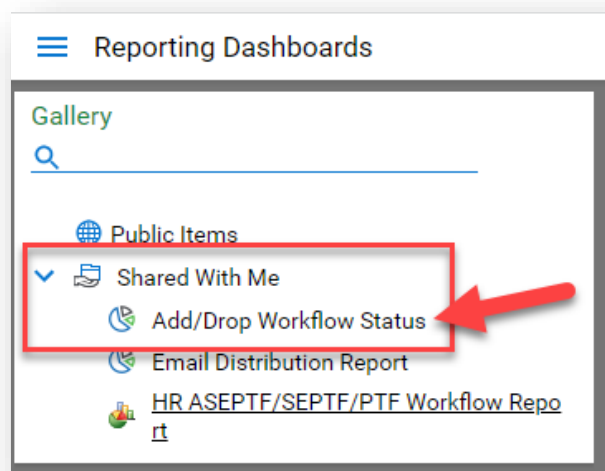 Reporting Dashboards
Gallery
Public Items
Shared With Me
Add/Drop Workflow Status
Email Distribution Report
HR ASEPTF/SEPTF/PTF Workflow Repo
rt